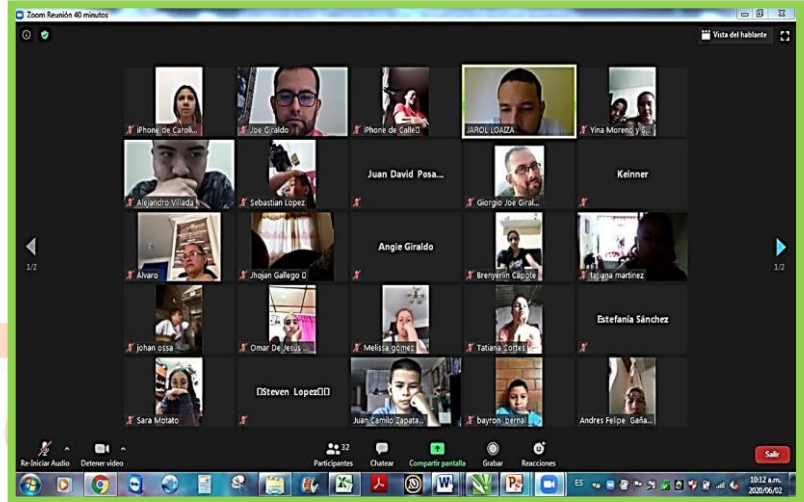 Zoom Reunión 40 minutos
Vista del hablante
iPhone de Caroli...
Joe Giraldo
iPhone de Calle
JAROL LOAIZA
Yina Moreno y S...
Alejandro Villada
Sebastian Lopez
Juan David Posa...
Giorgio Joe Giral...
Keinner
Alvaro
Jhojan Gallego
Angie Giraldo
Brenyerlin Capote
tatiana martinez
1/2
1/2
johan ossa
Omar De Jesús ...
Melissa gomez
Tatiana Cortes
Estefanía Sánchez
Sara Motato
Steven Lopez
Juan Camilo Zapata...
bayron bernal
Andres Felipe Gaña...
Re-Iniciar Audio
Detener video
32
Participantes
Chatear
Compartir pantalla
Grabar
Reacciones
Salir
ES
10:12 a.m.
2020/06/02